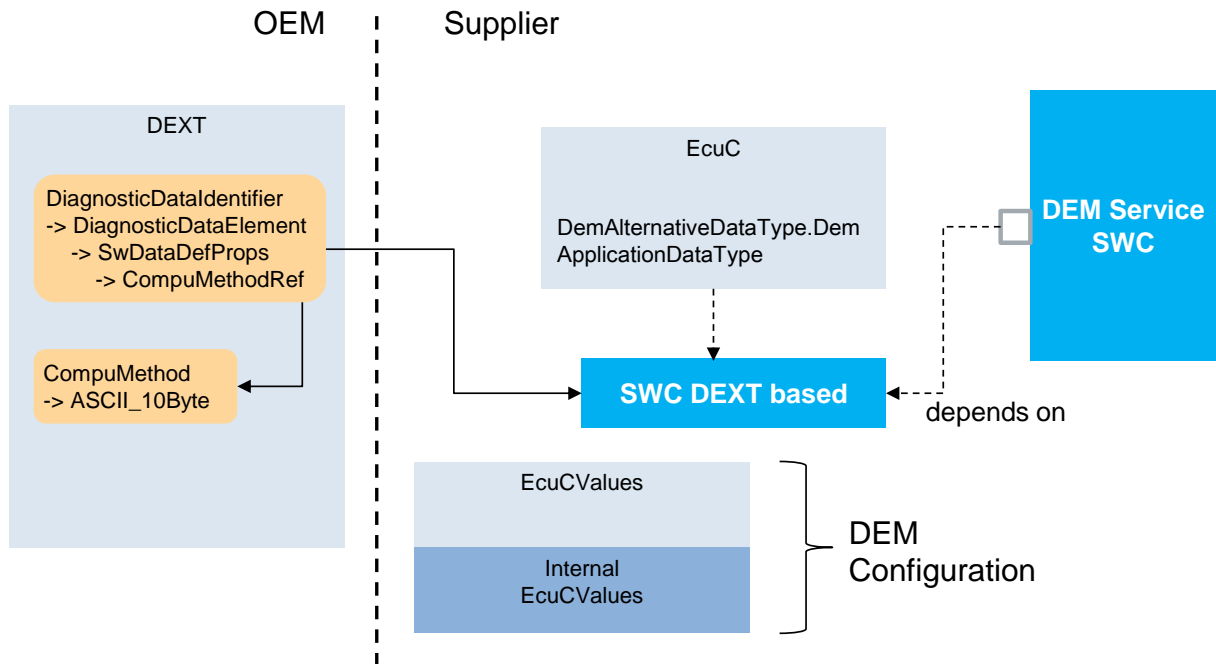 OEM
Supplier
DEXT
DiagnosticDataIdentifier
-> DiagnosticDataElement
-> SwDataDefProps
-> CompuMethodRef
CompuMethod
-> ASCII_10Byte
EcuC
DemAlternativeDataType.Dem
ApplicationDataType
DEM Service
SWC
SWC DEXT based
depends on
EcuCValues
Internal
EcuCValues
DEM
Configuration